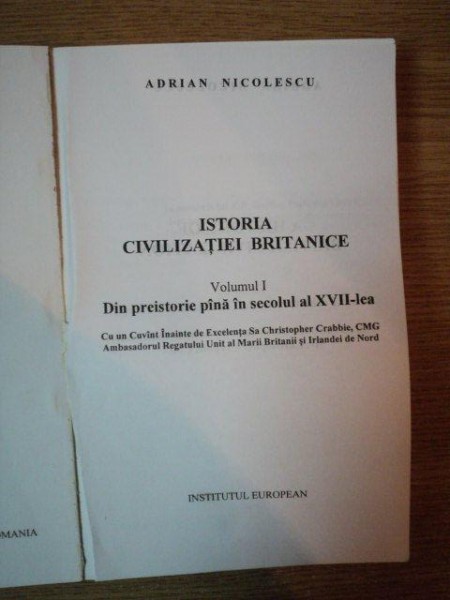 ADRIAN NICOLESCU
ISTORIA
CIVILIZAȚIEI BRITANICE
Volumul I
Din preistorie pînă în secolul al XVII-lea
Cu un Cuvînt Înainte de Excelența Sa Christopher Crabbie, CMG
Ambasadorul Regatului Unit al Marii Britanii și Irlandei de Nord
INSTITUTUL EUROPEAN
OMANIA